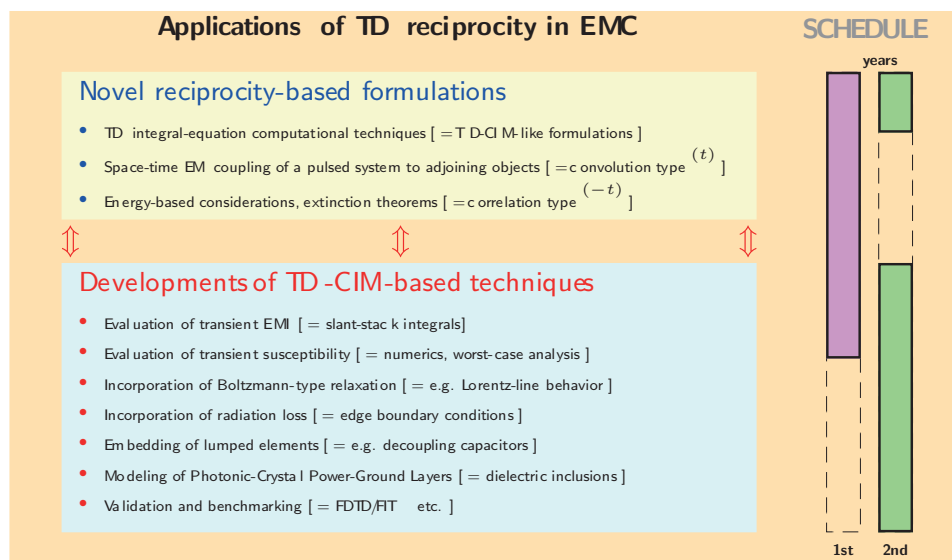 Applications of TD reciprocity in EMC
SCHEDULE
years
Novel reciprocity-based formulations
• TD integral-equation computational techniques [ =TD-CIM-like formulations ]
• Space-time EM coupling of a pulsed system to adjoining objects [ =convolution type (t) ]
• Energy-based considerations, extinction theorems [ =correlation type (−t) ]
Developments of TD-CIM-based techniques
• Evaluation of transient EMI [ = slant-stack integrals]
• Evaluation of transient susceptibility [ = numerics, worst-case analysis ]
• Incorporation of Boltzmann-type relaxation [ = e.g. Lorentz-line behavior ]
• Incorporation of radiation loss [ = edge boundary conditions ]
• Embedding of lumped elements [ = e.g. decoupling capacitors ]
• Modeling of Photonic-Crystal Power-Ground Layers [ = dielectric inclusions ]
• Validation and benchmarking [ = FDTD/FIT etc. ]
1st 2nd